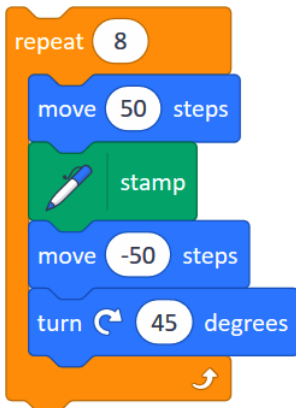 repeat 8
move 50 steps
stamp
move -50 steps
turn 45 degrees